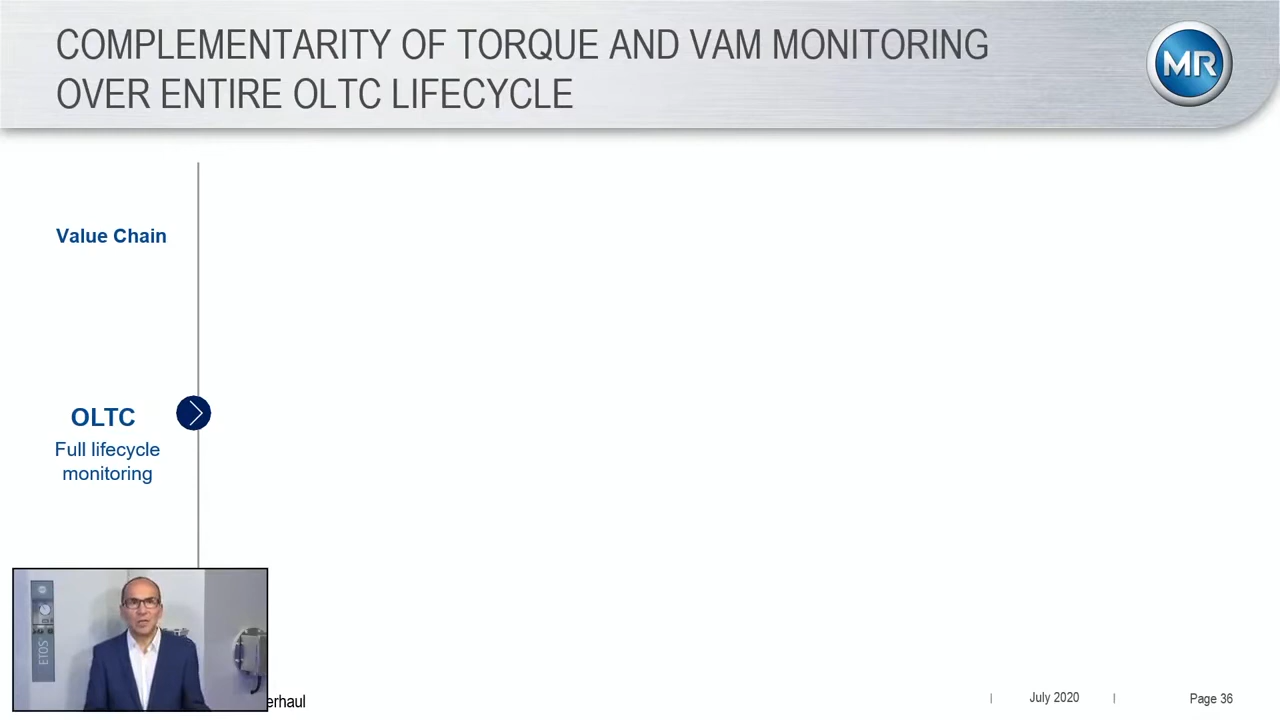 COMPLEMENTARITY OF TORQUE AND VAM MONITORING
OVER ENTIRE OLTC LIFECYCLE
MR
Value Chain
OLTC
Full lifecycle
monitoring
ETOS
erhaul
July 2020
Page 36